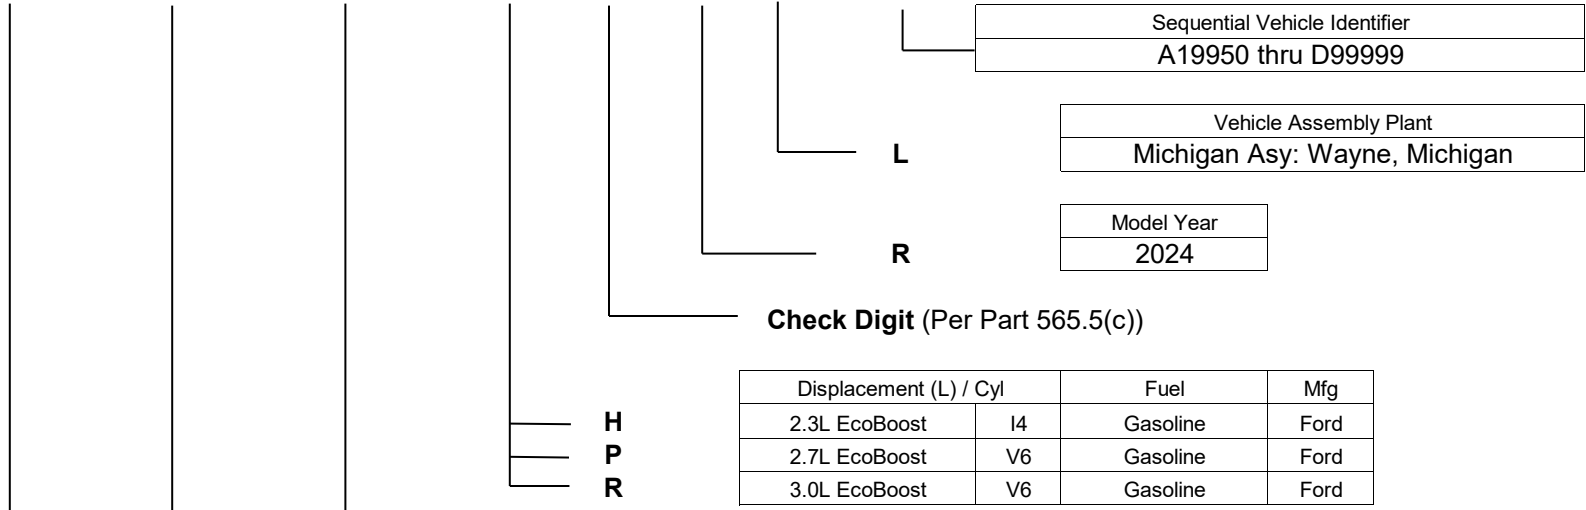 Sequential Vehicle Identifier
A19950 thru D99999
Vehicle Assembly Plant
L Michigan Asy: Wayne, Michigan
Model Year
R 2024
Check Digit (Per Part 565.5(c))
Displacement (L) / Cyl Fuel Mfg
H 2.3L EcoBoost I4 Gasoline Ford
P 2.7L EcoBoost V6 Gasoline Ford
R 3.0L EcoBoost V6 Gasoline Ford